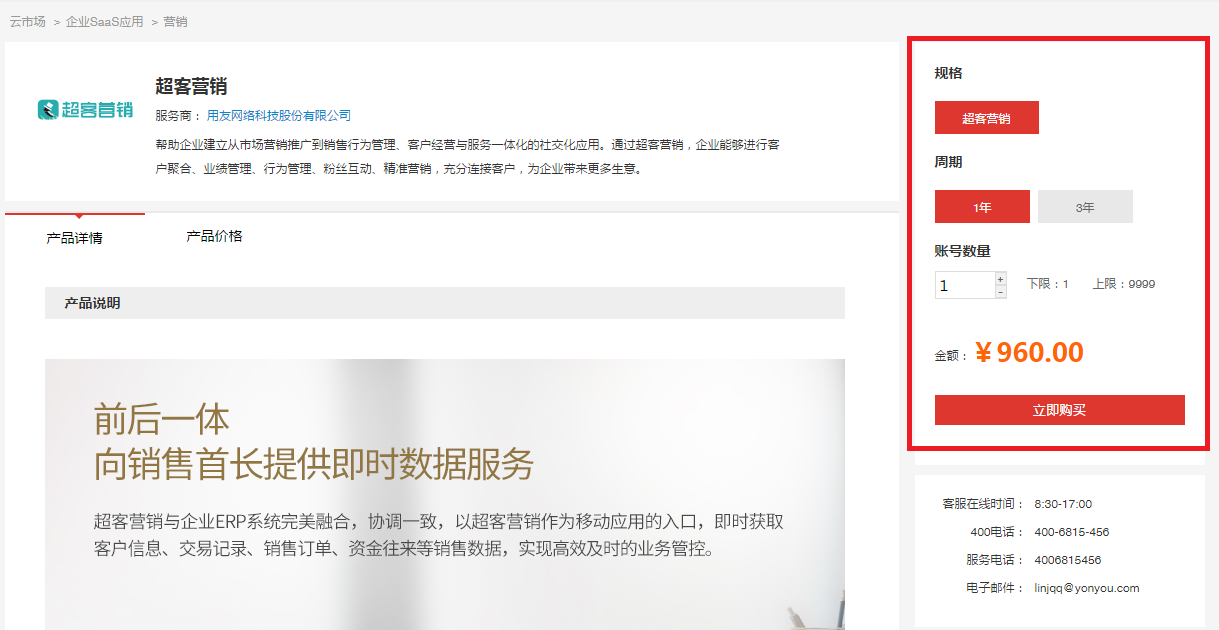 云市场 > 企业SaaS应用 > 营销
超客营销
超客营销
服务商： 用友网络科技股份有限公司
帮助企业建立从市场营销推广到销售行为管理、客户经营与服务一体化的社交化应用。通过超客营销，企业能够进行客
户聚合、业绩管理、行为管理、粉丝互动、精准营销，充分连接客户，为企业带来更多生意。
产品详情 产品价格
产品说明
前后一体
向销售首长提供即时数据服务
超客营销与企业ERP系统完美融合，协调一致，以超客营销作为移动应用的入口，即时获取
客户信息、交易记录、销售订单、资金往来等销售数据，实现高效及时的业务管控。
规格
超客营销
周期
1年 3年
账号数量
1 + - 下限：1 上限：9999
金额： ¥ 960.00
立即购买
客服在线时间： 8:30-17:00
400电话： 400-6815-456
服务电话： 4006815456
电子邮件： linjqq@yonyou.com